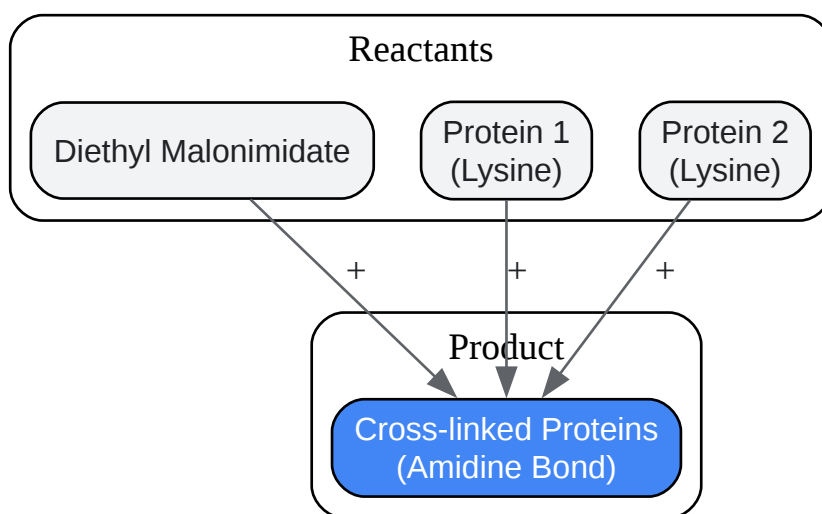 Reactants
Diethyl Malonimidate
Protein 1
(Lysine)
Protein 2
(Lysine)
+
+
+
Product
Cross-linked Proteins
(Amidine Bond)